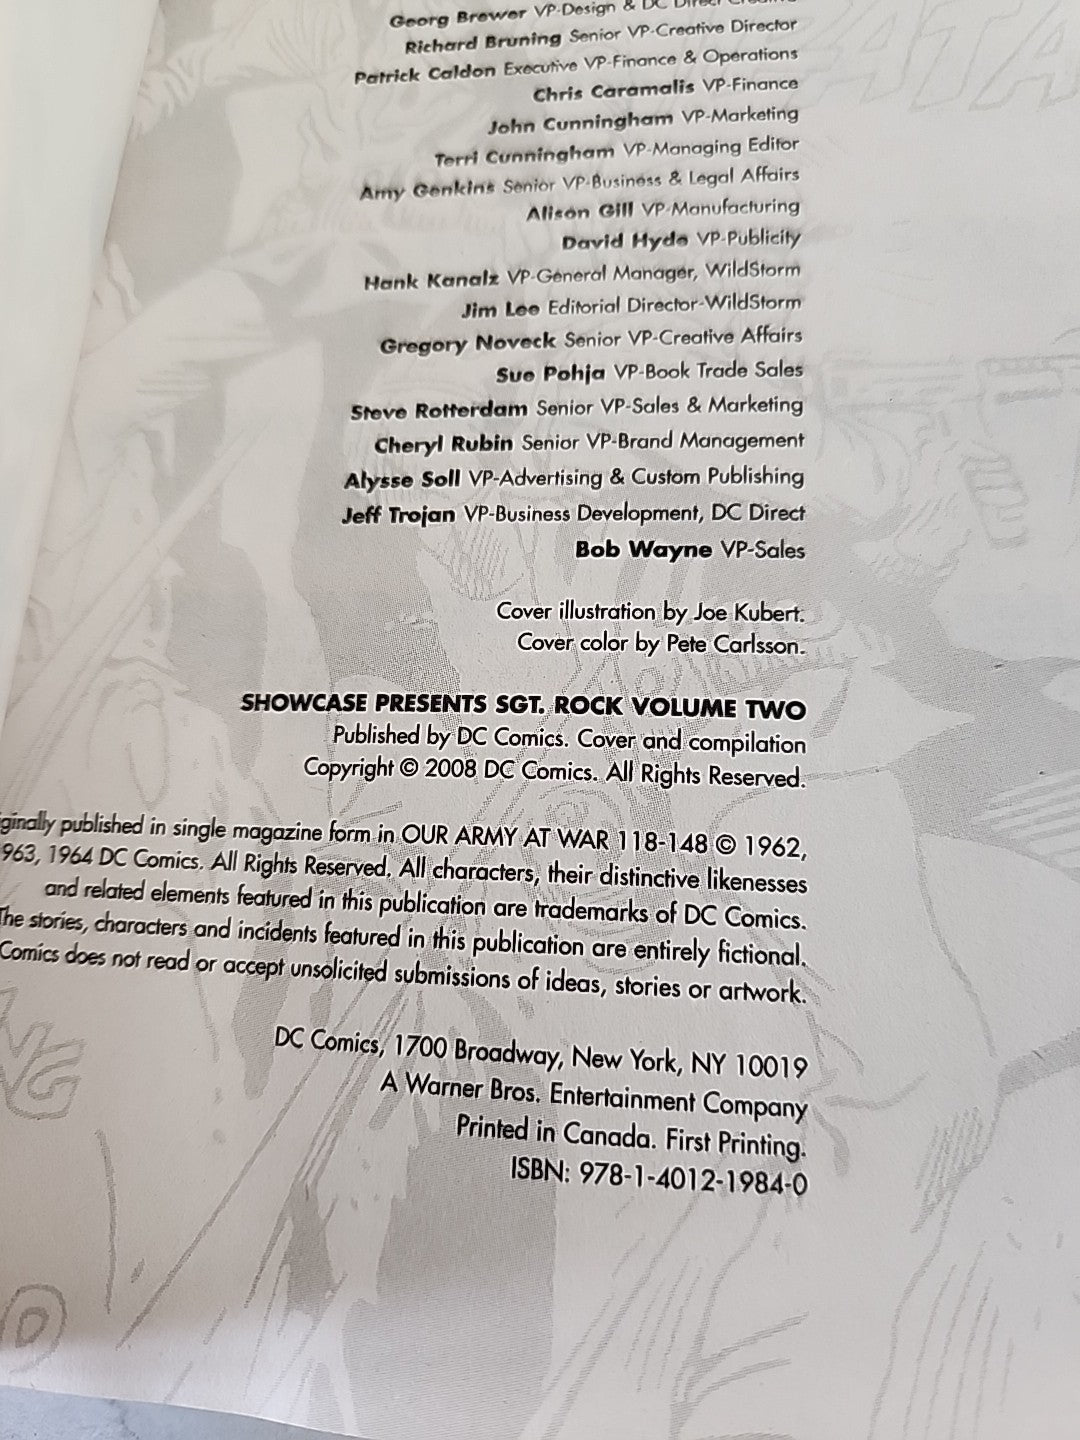 Georg Brewer VP-Design & DC Direct Creative
Richard Bruning Senior VP-Creative Director
Patrick Caldon Executive VP-Finance & Operations
Chris Caramalis VP-Finance
John Cunningham VP-Marketing
Terri Cunningham VP-Managing Editor
Amy Genkins Senior VP-Business & Legal Affairs
Alison Gill VP-Manufacturing
David Hyde VP-Publicity
Hank Kanalz VP-General Manager, WildStorm
Jim Lee Editorial Director-WildStorm
Gregory Noveck Senior VP-Creative Affairs
Sue Pohja VP-Book Trade Sales
Steve Rotterdam Senior VP-Sales & Marketing
Cheryl Rubin Senior VP-Brand Management
Alysse Soll VP-Advertising & Custom Publishing
Jeff Trojan VP-Business Development, DC Direct
Bob Wayne VP-Sales
Cover illustration by Joe Kubert.
Cover color by Pete Carlsson.
SHOWCASE PRESENTS SGT. ROCK VOLUME TWO
Published by DC Comics. Cover and compilation
Copyright © 2008 DC Comics. All Rights Reserved.
ginally published in single magazine form in OUR ARMY AT WAR 118-148 © 1962,
963, 1964 DC Comics. All Rights Reserved. All characters, their distinctive likenesses
and related elements featured in this publication are trademarks of DC Comics.
The stories, characters and incidents featured in this publication are entirely fictional.
Comics does not read or accept unsolicited submissions of ideas, stories or artwork.
DC Comics, 1700 Broadway, New York, NY 10019
A Warner Bros. Entertainment Company
Printed in Canada. First Printing.
ISBN: 978-1-4012-1984-0